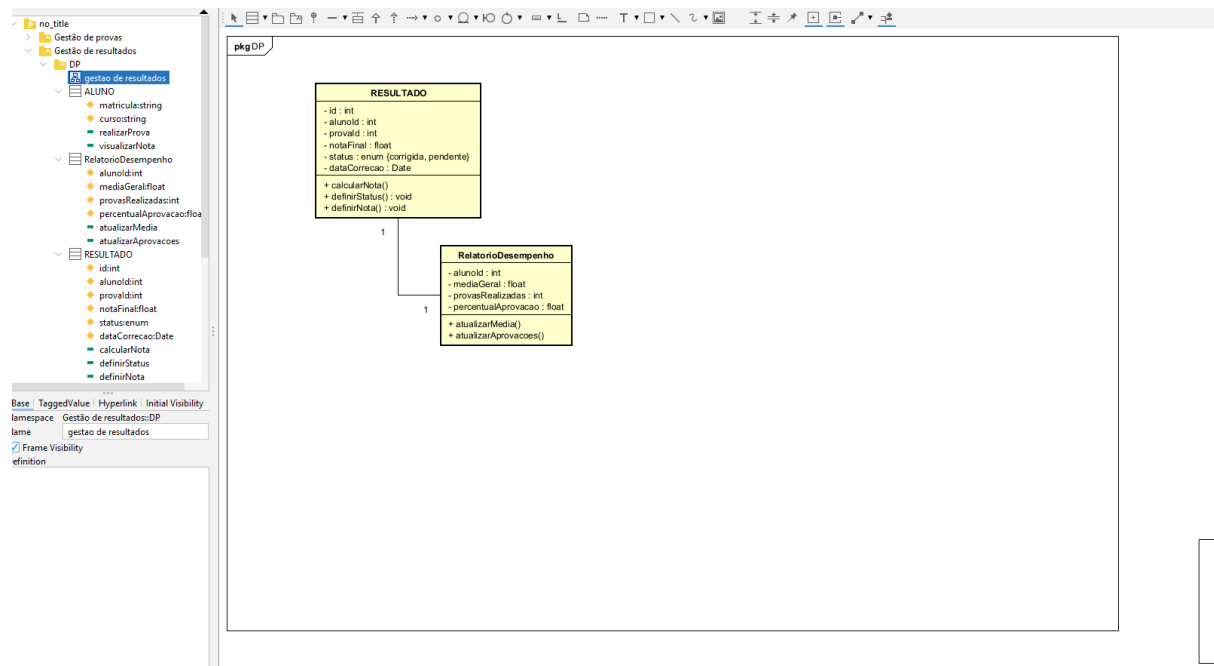 no_title
Gestão de provas
Gestão de resultados
DP
gestao de resultados
ALUNO
matricula:string
curso:string
realizarProva
visualizarNota
RelatorioDesempenho
alunoId:int
mediaGeral:float
provasRealizadas:int
percentualAprovacao:floa
atualizarMedia
atualizarAprovacoes
RESULTADO
id:int
alunoId:int
provaId:int
notaFinal:float
status:enum
dataCorrecao:Date
calcularNota
definirStatus
definirNota
Base TaggedValue Hyperlink Initial Visibility
lamespace Gestão de resultados::DP
lame gestao de resultados
Frame Visibility
efinition
T
pkg DP
RESULTADO
- id : int
- alunoId : int
- provaId : int
- notaFinal : float
- status : enum {corrigida, pendente}
- dataCorrecao : Date
+ calcularNota()
+ definirStatus() : void
+ definirNota() : void
1
1
RelatorioDesempenho
- alunoId : int
- mediaGeral : float
- provasRealizadas : int
- percentualAprovacao : float
+ atualizarMedia()
+ atualizarAprovacoes()